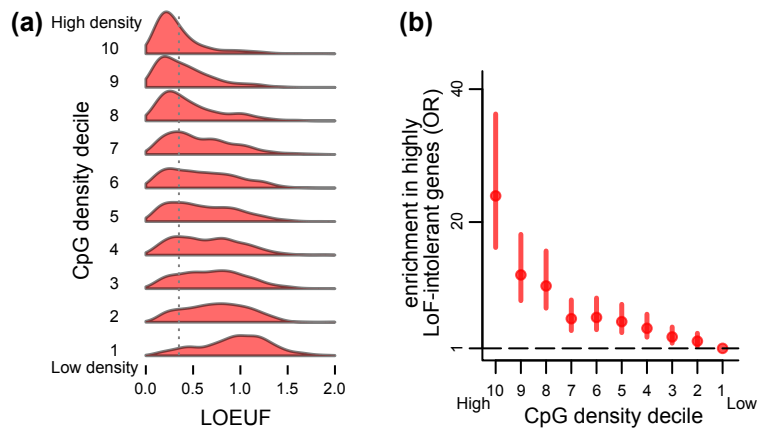 (a)
High density
10
9
8
7
6
5
4
3
2
1
Low density
CpG density decile
0.0 0.5 1.0 1.5 2.0
LOEUF
(b)
enrichment in highly
LoF-intolerant genes (OR)
40
20
1
10 9 8 7 6 5 4 3 2 1
High Low
CpG density decile